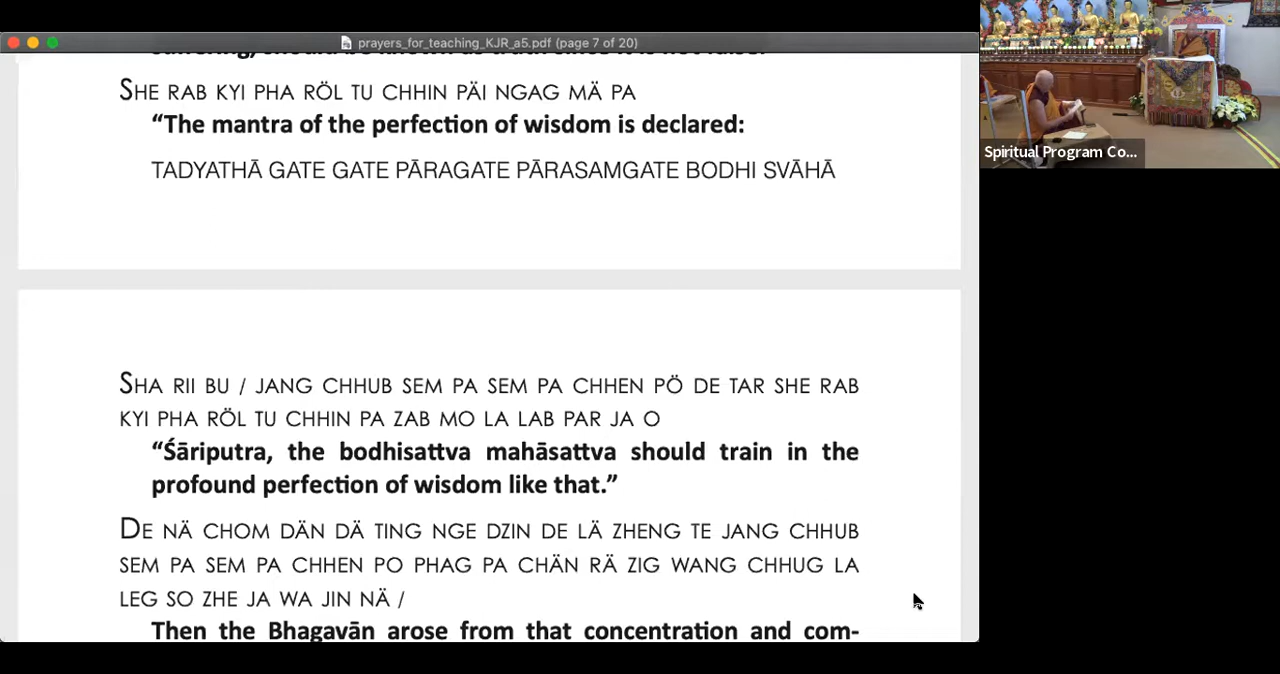 prayers_for_teaching_KJR_a5.pdf (page 7 of 20)
SHE RAB KYI PHA RÖL TU CHHIN PÄI NGAG MÄ PA
“The mantra of the perfection of wisdom is declared:
TADYATHĀ GATE GATE PĀRAGATE PĀRASAMGATE BODHI SVĀHĀ
SHA RII BU / JANG CHHUB SEM PA SEM PA CHHEN PÖ DE TAR SHE RAB
KYI PHA RÖL TU CHHIN PA ZAB MO LA LAB PAR JA O
“Śāriputra, the bodhisattva mahāsattva should train in the
profound perfection of wisdom like that.”
DE NÄ CHOM DÄN DÄ TING NGE DZIN DE LÄ ZHENG TE JANG CHHUB
SEM PA SEM PA CHHEN PO PHAG PA CHÄN RÄ ZIG WANG CHHUG LA
LEG SO ZHE JA WA JIN NÄ /
Then the Bhagavān arose from that concentration and com-
Spiritual Program Co...